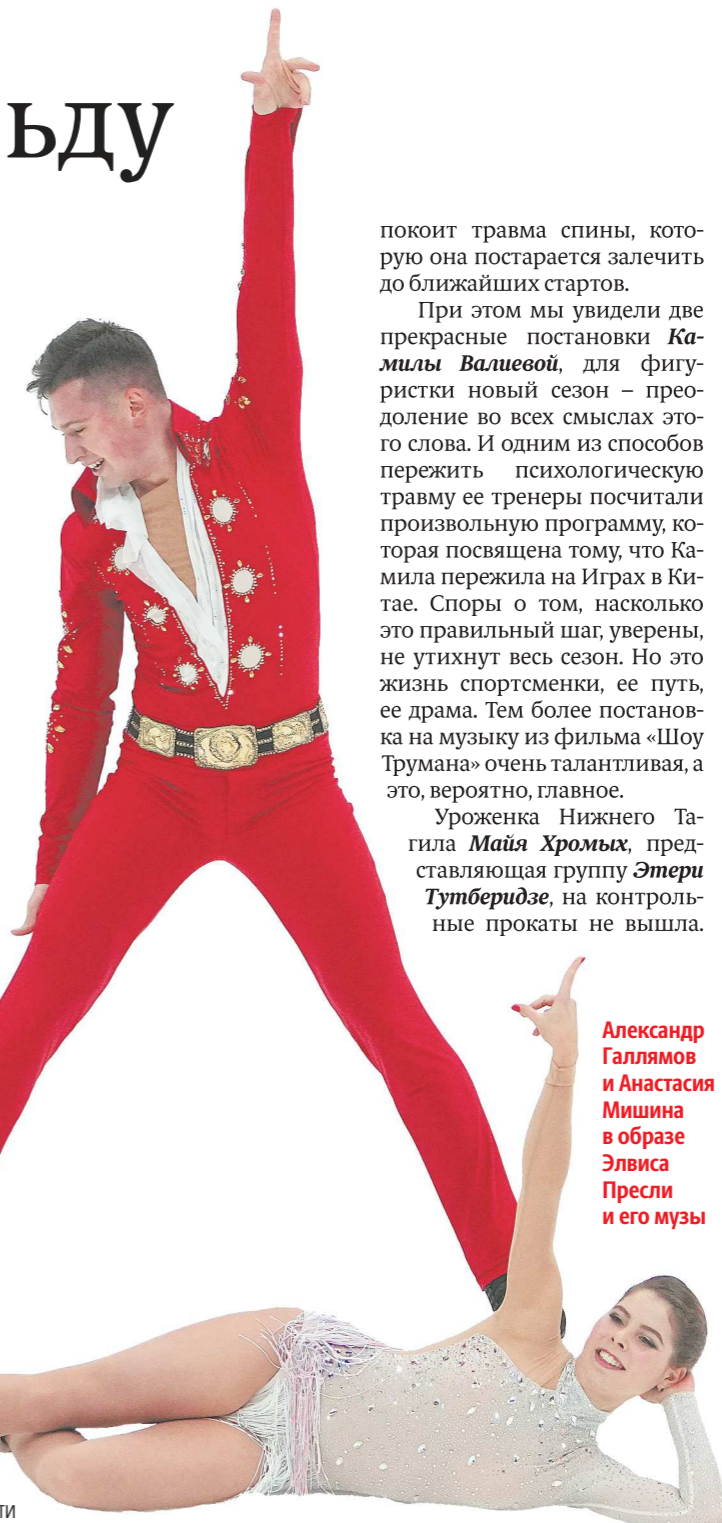 ьду
покоит травма спины, кото-
рую она постарается залечить
до ближайших стартов.
При этом мы увидели две
прекрасные постановки Ка-
милы Валиевой, для фигу-
ристки новый сезон – прео-
доление во всех смыслах это-
го слова. И одним из способов
пережить психологическую
травму ее тренеры посчитали
произвольную программу, ко-
торая посвящена тому, что Ка-
мила пережила на Играх в Ки-
тае. Споры о том, насколько
это правильный шаг, уверены,
не утихнут весь сезон. Но это
жизнь спортсменки, ее путь,
ее драма. Тем более постанов-
ка на музыку из фильма «Шоу
Трумана» очень талантливая, а
это, вероятно, главное.
Уроженка Нижнего Та-
гила Майя Хромых, пред-
ставляющая группу Этери
Тутберидзе, на контроль-
ные прокаты не вышла.
Александр
Галлямов
и Анастасия
Мишина
в образе
Элвиса
Пресли
и его музы
ТИ